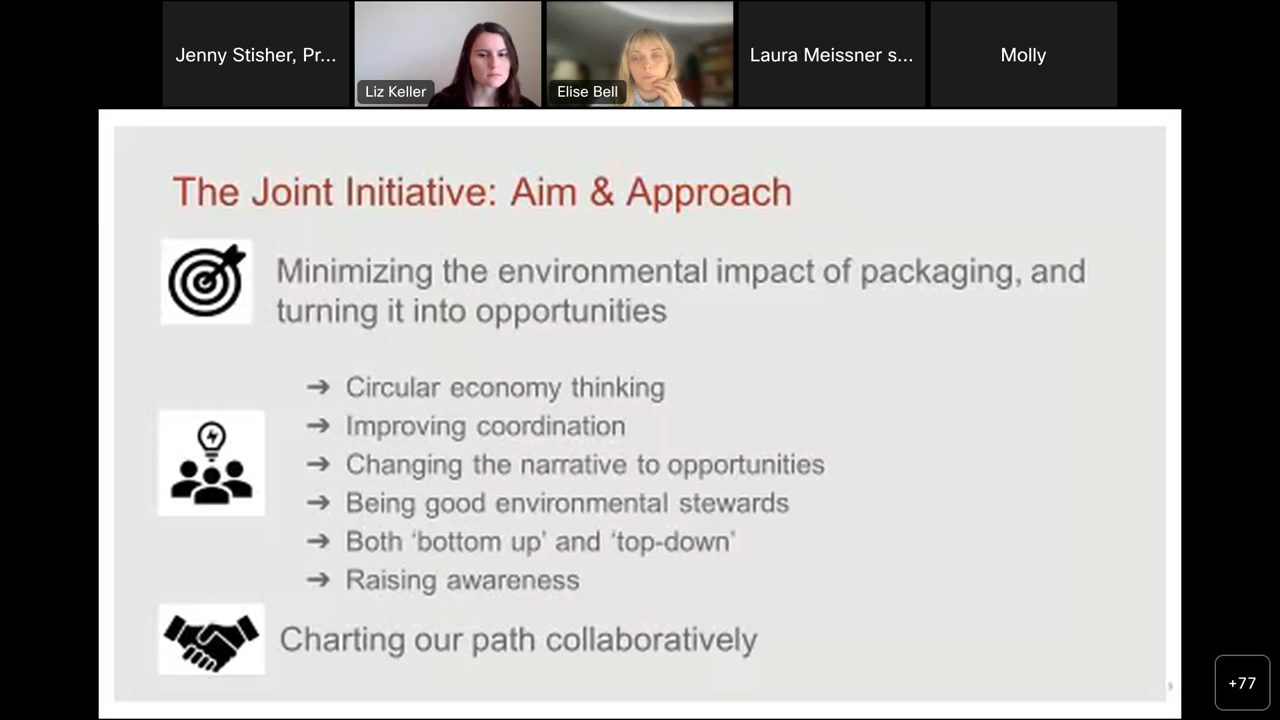 Jenny Stisher, Pr...
Liz Keller
Elise Bell
Laura Meissner s...
Molly
The Joint Initiative: Aim & Approach
Minimizing the environmental impact of packaging, and
turning it into opportunities
➔ Circular economy thinking
➔ Improving coordination
➔ Changing the narrative to opportunities
➔ Being good environmental stewards
➔ Both ‘bottom up’ and ‘top-down’
➔ Raising awareness
Charting our path collaboratively
+77